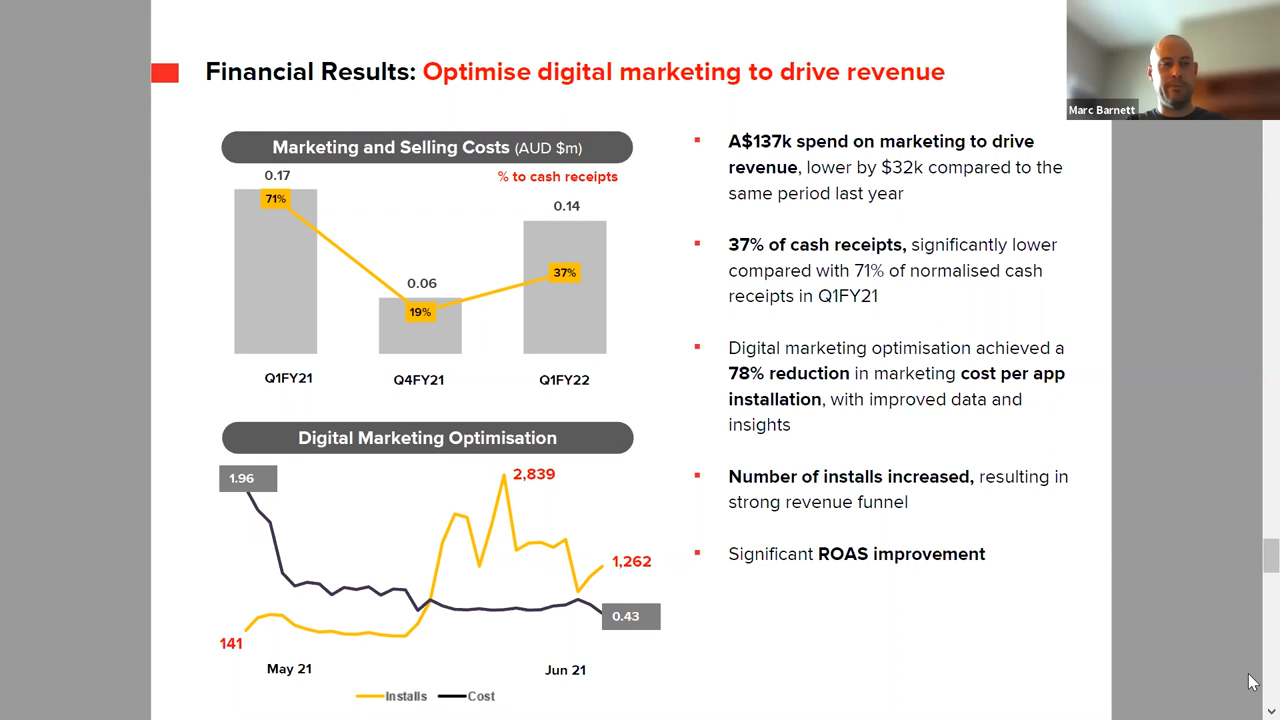 Financial Results: Optimise digital marketing to drive revenue
Marc Barnett
Marketing and Selling Costs (AUD $m)
% to cash receipts
0.17
71%
0.06
19%
0.14
37%
Q1FY21
Q4FY21
Q1FY22
Digital Marketing Optimisation
1.96
2,839
1,262
0.43
141
May 21
Jun 21
Installs
Cost
A$137k spend on marketing to drive
revenue, lower by $32k compared to the
same period last year
37% of cash receipts, significantly lower
compared with 71% of normalised cash
receipts in Q1FY21
Digital marketing optimisation achieved a
78% reduction in marketing cost per app
installation, with improved data and
insights
Number of installs increased, resulting in
strong revenue funnel
Significant ROAS improvement